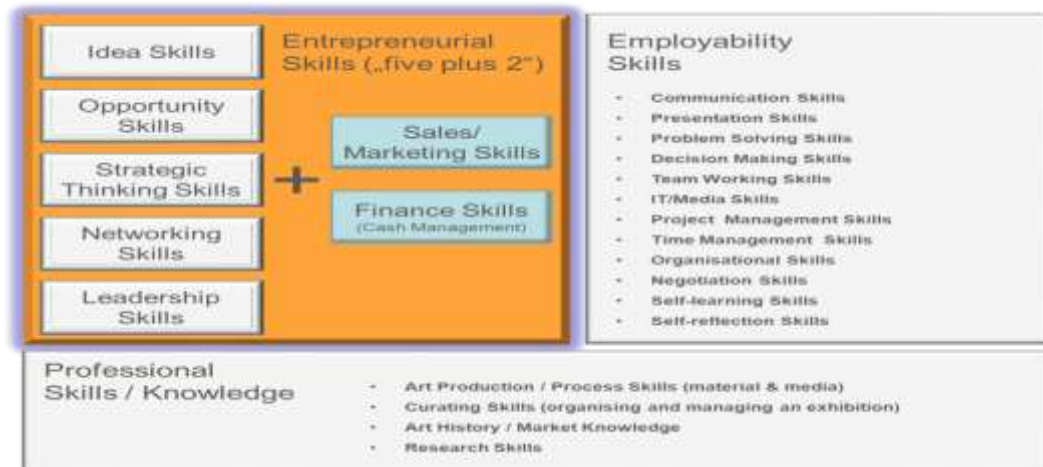 Idea Skills
Opportunity
Skills
Strategic
Thinking Skills
Networking
Skills
Leadership
Skills
Entrepreneurial
Skills („five plus 2“)
+
Sales/
Marketing Skills
Finance Skills
(Cash Management)
Employability
Skills
- Communication Skills
- Presentation Skills
- Problem Solving Skills
- Decision Making Skills
- Team Working Skills
- IT/Media Skills
- Project Management Skills
- Time Management Skills
- Organisational Skills
- Negotiation Skills
- Self-learning Skills
- Self-reflection Skills
Professional
Skills / Knowledge
- Art Production / Process Skills (material & media)
- Curating Skills (organising and managing an exhibition)
- Art History / Market Knowledge
- Research Skills